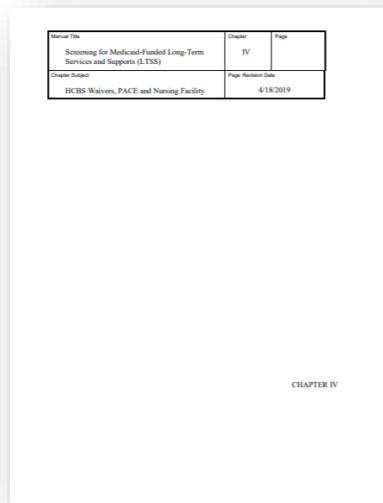 Manual Title
Chapter
Page
Screening for Medicaid-Funded Long-Term
Services and Supports (LTSS)
IV
Chapter Subject
Page Revision Date
HCBS Waivers, PACE and Nursing Facility
4/18/2019
CHAPTER IV